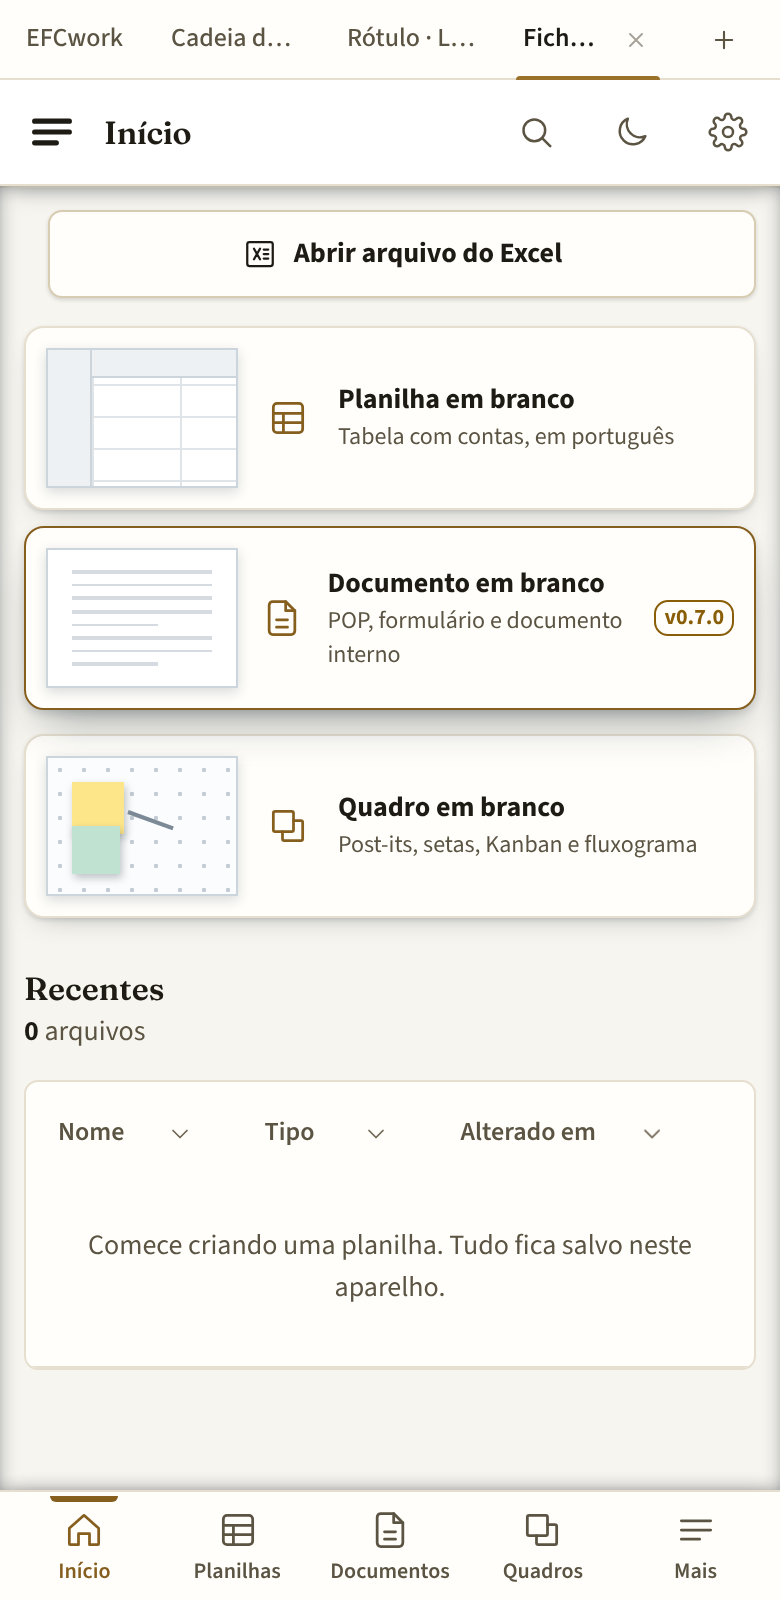 EFCwork
Cadeia d...
Rótulo · L...
Fich...
Início
Abrir arquivo do Excel
Planilha em branco
Tabela com contas, em português
Documento em branco
POP, formulário e documento
interno
v0.7.0
Quadro em branco
Post-its, setas, Kanban e fluxograma
Recentes
0 arquivos
Nome
Tipo
Alterado em
Comece criando uma planilha. Tudo fica salvo neste
aparelho.
Início
Planilhas
Documentos
Quadros
Mais